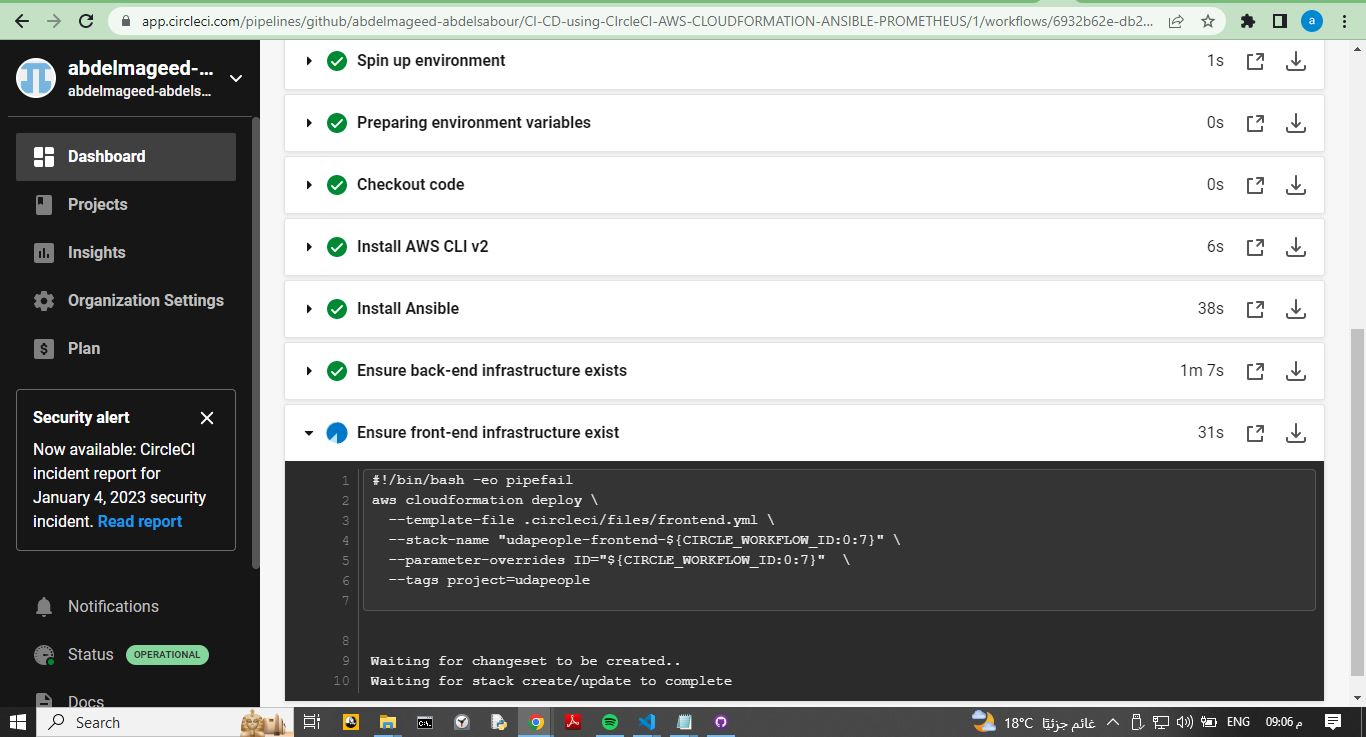 app.circleci.com/pipelines/github/abdelmageed-abdelsabour/CI-CD-using-CIrcleCI-AWS-CLOUDFORMATION-ANSIBLE-PROMETHEUS/1/workflows/6932b62e-db2...
a
abdelmageed-...
abdelmageed-abdels...
Dashboard
Projects
Insights
Organization Settings
Plan
Security alert
Now available: CircleCI
incident report for
January 4, 2023 security
incident. Read report
Notifications
Status OPERATIONAL
Docs
Spin up environment 1s
Preparing environment variables 0s
Checkout code 0s
Install AWS CLI v2 6s
Install Ansible 38s
Ensure back-end infrastructure exists 1m 7s
Ensure front-end infrastructure exist 31s
1 #!/bin/bash -eo pipefail
2 aws cloudformation deploy \
3 --template-file .circleci/files/frontend.yml \
4 --stack-name "udapeople-frontend-${CIRCLE_WORKFLOW_ID:0:7}" \
5 --parameter-overrides ID="${CIRCLE_WORKFLOW_ID:0:7}" \
6 --tags project=udapeople
7
8
9 Waiting for changeset to be created..
10 Waiting for stack create/update to complete
Search
18°C غائم جزئيًا
ENG
09:06 م